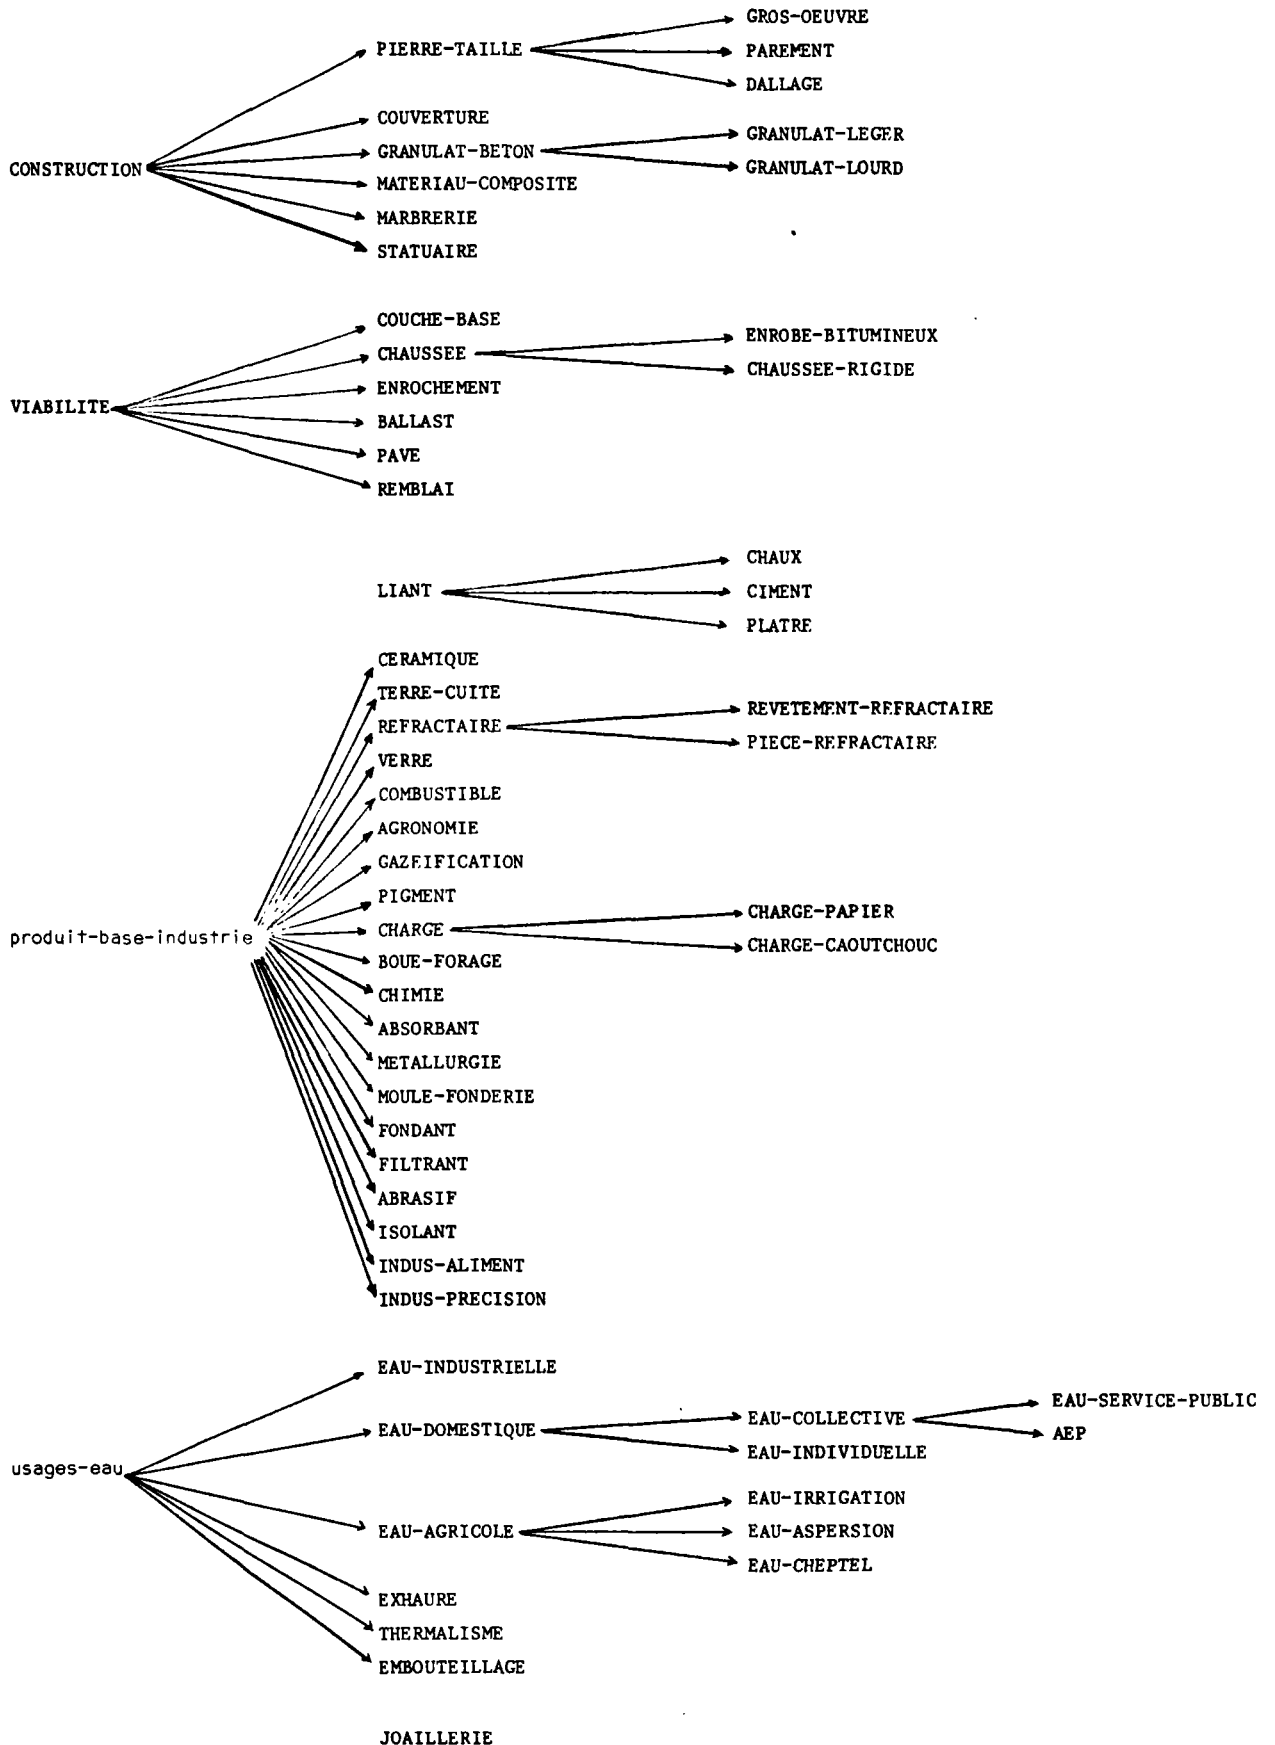 GROS-OEUVRE
PIERRE-TAILLE
PAREMENT
DALLAGE
COUVERTURE
GRANULAT-LEGER
GRANULAT-BETON
CONSTRUCTION
GRANULAT-LOURD
MATERIAU-COMPOSITE
MARBRERIE
STATUAIRE
COUCHE-BASE
ENROBE-BITUMINEUX
CHAUSSEE
CHAUSSEE-RIGIDE
ENROCHEMENT
VIABILITE
BALLAST
PAVE
REMBLAI
CHAUX
LIANT
CIMENT
PLATRE
CERAMIQUE
TERRE-CUITE
REVETEMENT-REFRACTAIRE
REFRACTAIRE
PIECE-REFRACTAIRE
VERRE
COMBUSTIBLE
AGRONOMIE
GAZEIFICATION
PIGMENT
CHARGE-PAPIER
CHARGE
produit-base-industrie
CHARGE-CAOUTCHOUC
BOUE-FORAGE
CHIMIE
ABSORBANT
METALLURGIE
MOULE-FONDERIE
FONDANT
FILTRANT
ABRASIF
ISOLANT
INDUS-ALIMENT
INDUS-PRECISION
EAU-INDUSTRIELLE
EAU-SERVICE-PUBLIC
EAU-COLLECTIVE
EAU-DOMESTIQUE
AEP
EAU-INDIVIDUELLE
usages-eau
EAU-IRRIGATION
EAU-AGRICOLE
EAU-ASPERSION
EAU-CHEPTEL
EXHAURE
THERMALISME
EMBOUTEILLAGE
JOAILLERIE